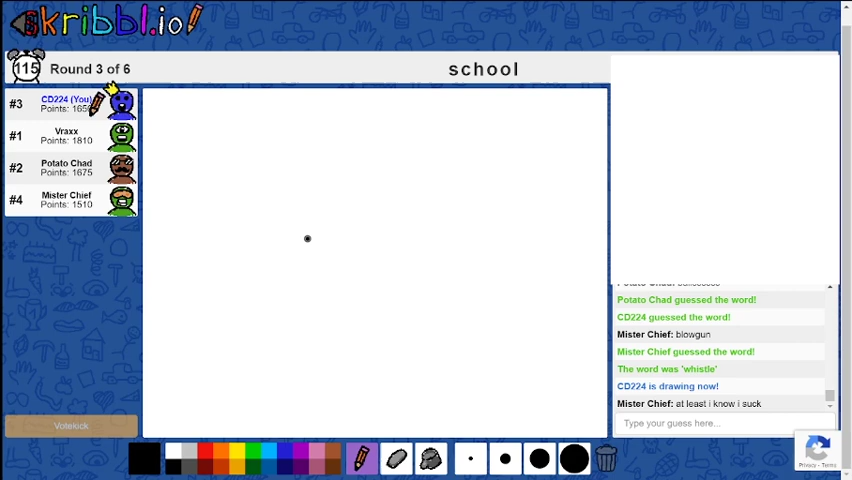 skribbl.io
115
Round 3 of 6
school
#3
CD224 (You)
Points: 1650
#1
Vraxx
Points: 1810
#2
Potato Chad
Points: 1675
#4
Mister Chief
Points: 1510
Votekick
Potato Chad guessed the word!
CD224 guessed the word!
Mister Chief: blowgun
Mister Chief guessed the word!
The word was 'whistle'
CD224 is drawing now!
Mister Chief: at least i know i suck
Type your guess here...
Privacy - Terms